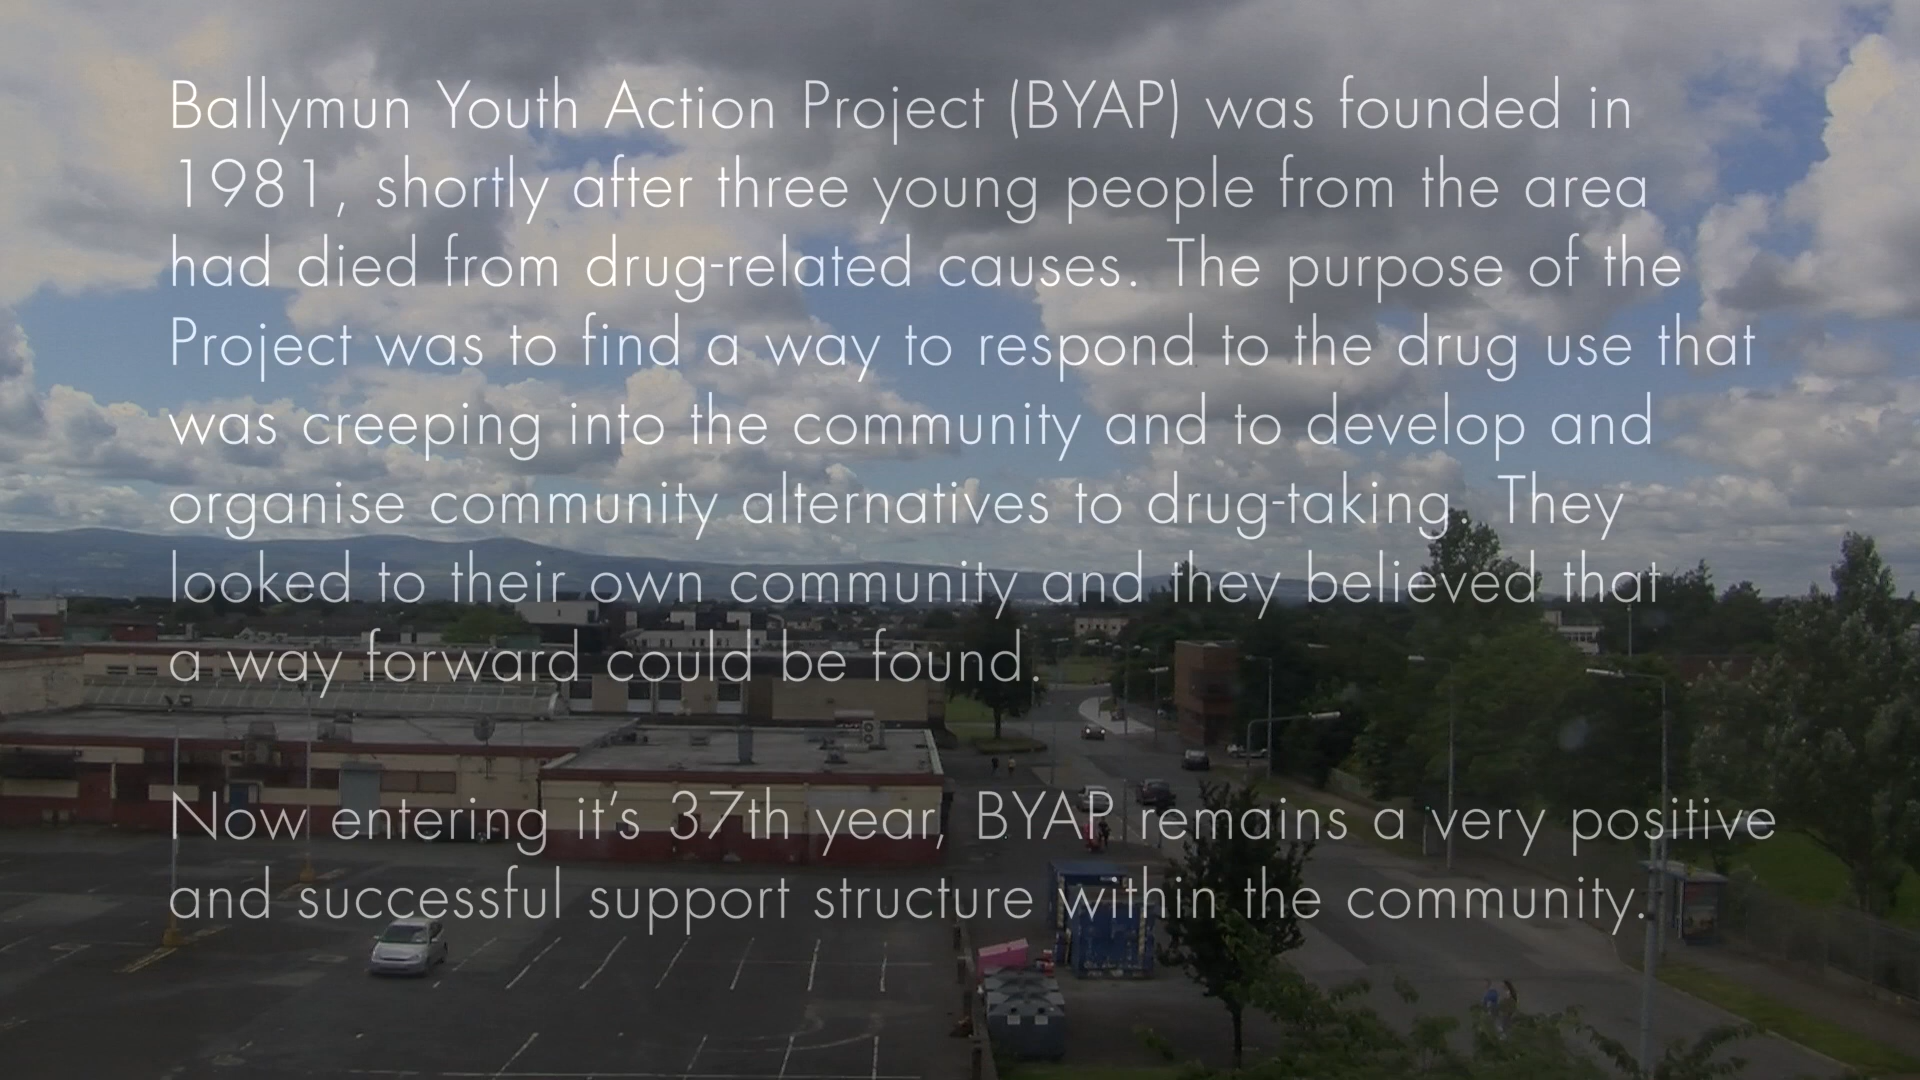 Ballymun Youth Action Project (BYAP) was founded in
1981, shortly after three young people from the area
had died from drug-related causes. The purpose of the
Project was to find a way to respond to the drug use that
was creeping into the community and to develop and
organise community alternatives to drug-taking. They
looked to their own community and they believed that
a way forward could be found.
Now entering it’s 37th year, BYAP remains a very positive
and successful support structure within the community.